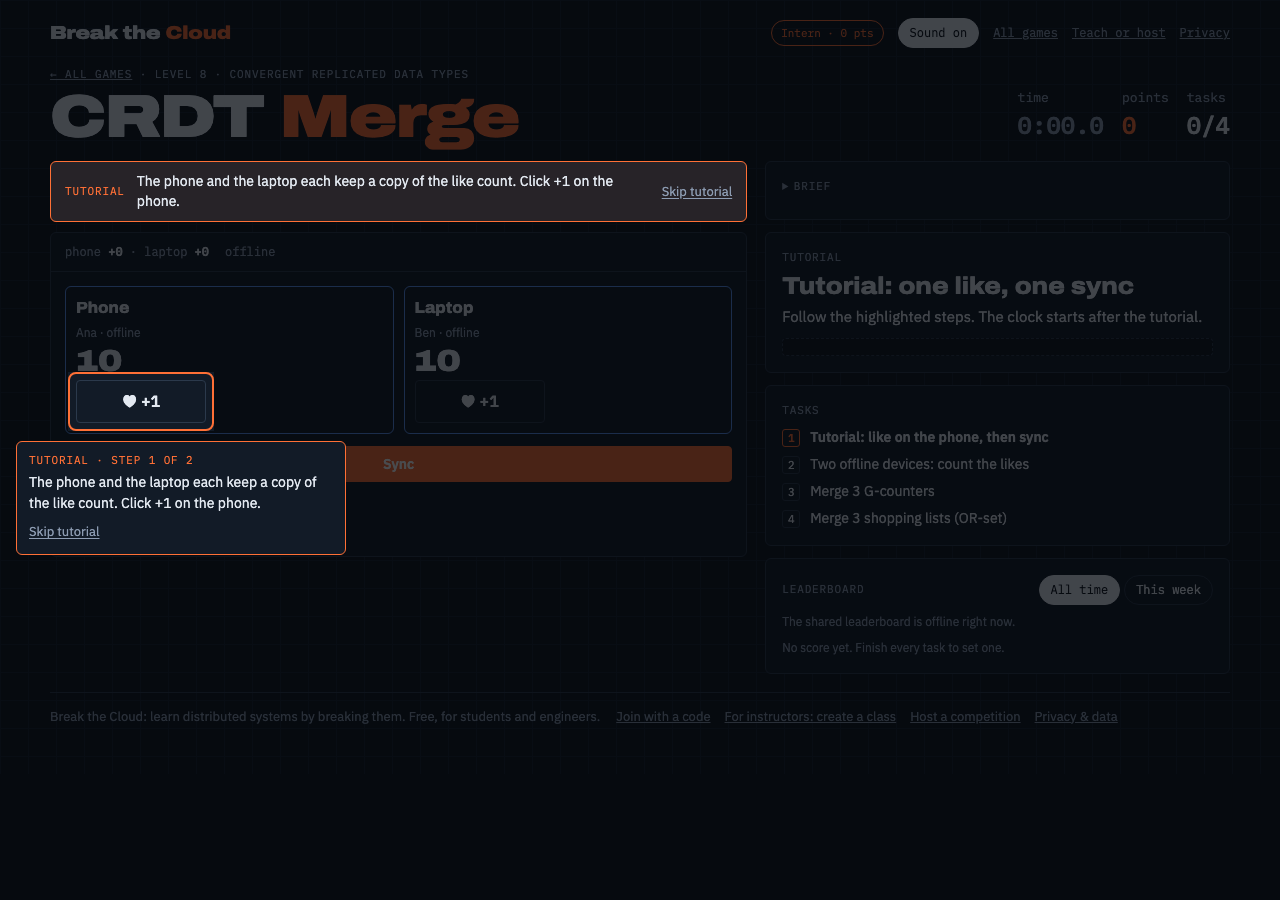 Break the Cloud
Intern · 0 pts
Sound on
All games
Teach or host
Privacy
← ALL GAMES · LEVEL 8 · CONVERGENT REPLICATED DATA TYPES
CRDT Merge
time
0:00.0
points
0
tasks
0/4
TUTORIAL
The phone and the laptop each keep a copy of the like count. Click +1 on the
phone.
Skip tutorial
phone +0 · laptop +0 offline
Phone
Ana · offline
10
♥ +1
Laptop
Ben · offline
10
♥ +1
Sync
TUTORIAL · STEP 1 OF 2
The phone and the laptop each keep a copy of
the like count. Click +1 on the phone.
Skip tutorial
▶ BRIEF
TUTORIAL
Tutorial: one like, one sync
Follow the highlighted steps. The clock starts after the tutorial.
TASKS
1 Tutorial: like on the phone, then sync
2 Two offline devices: count the likes
3 Merge 3 G-counters
4 Merge 3 shopping lists (OR-set)
LEADERBOARD
All time
This week
The shared leaderboard is offline right now.
No score yet. Finish every task to set one.
Break the Cloud: learn distributed systems by breaking them. Free, for students and engineers.
Join with a code
For instructors: create a class
Host a competition
Privacy & data